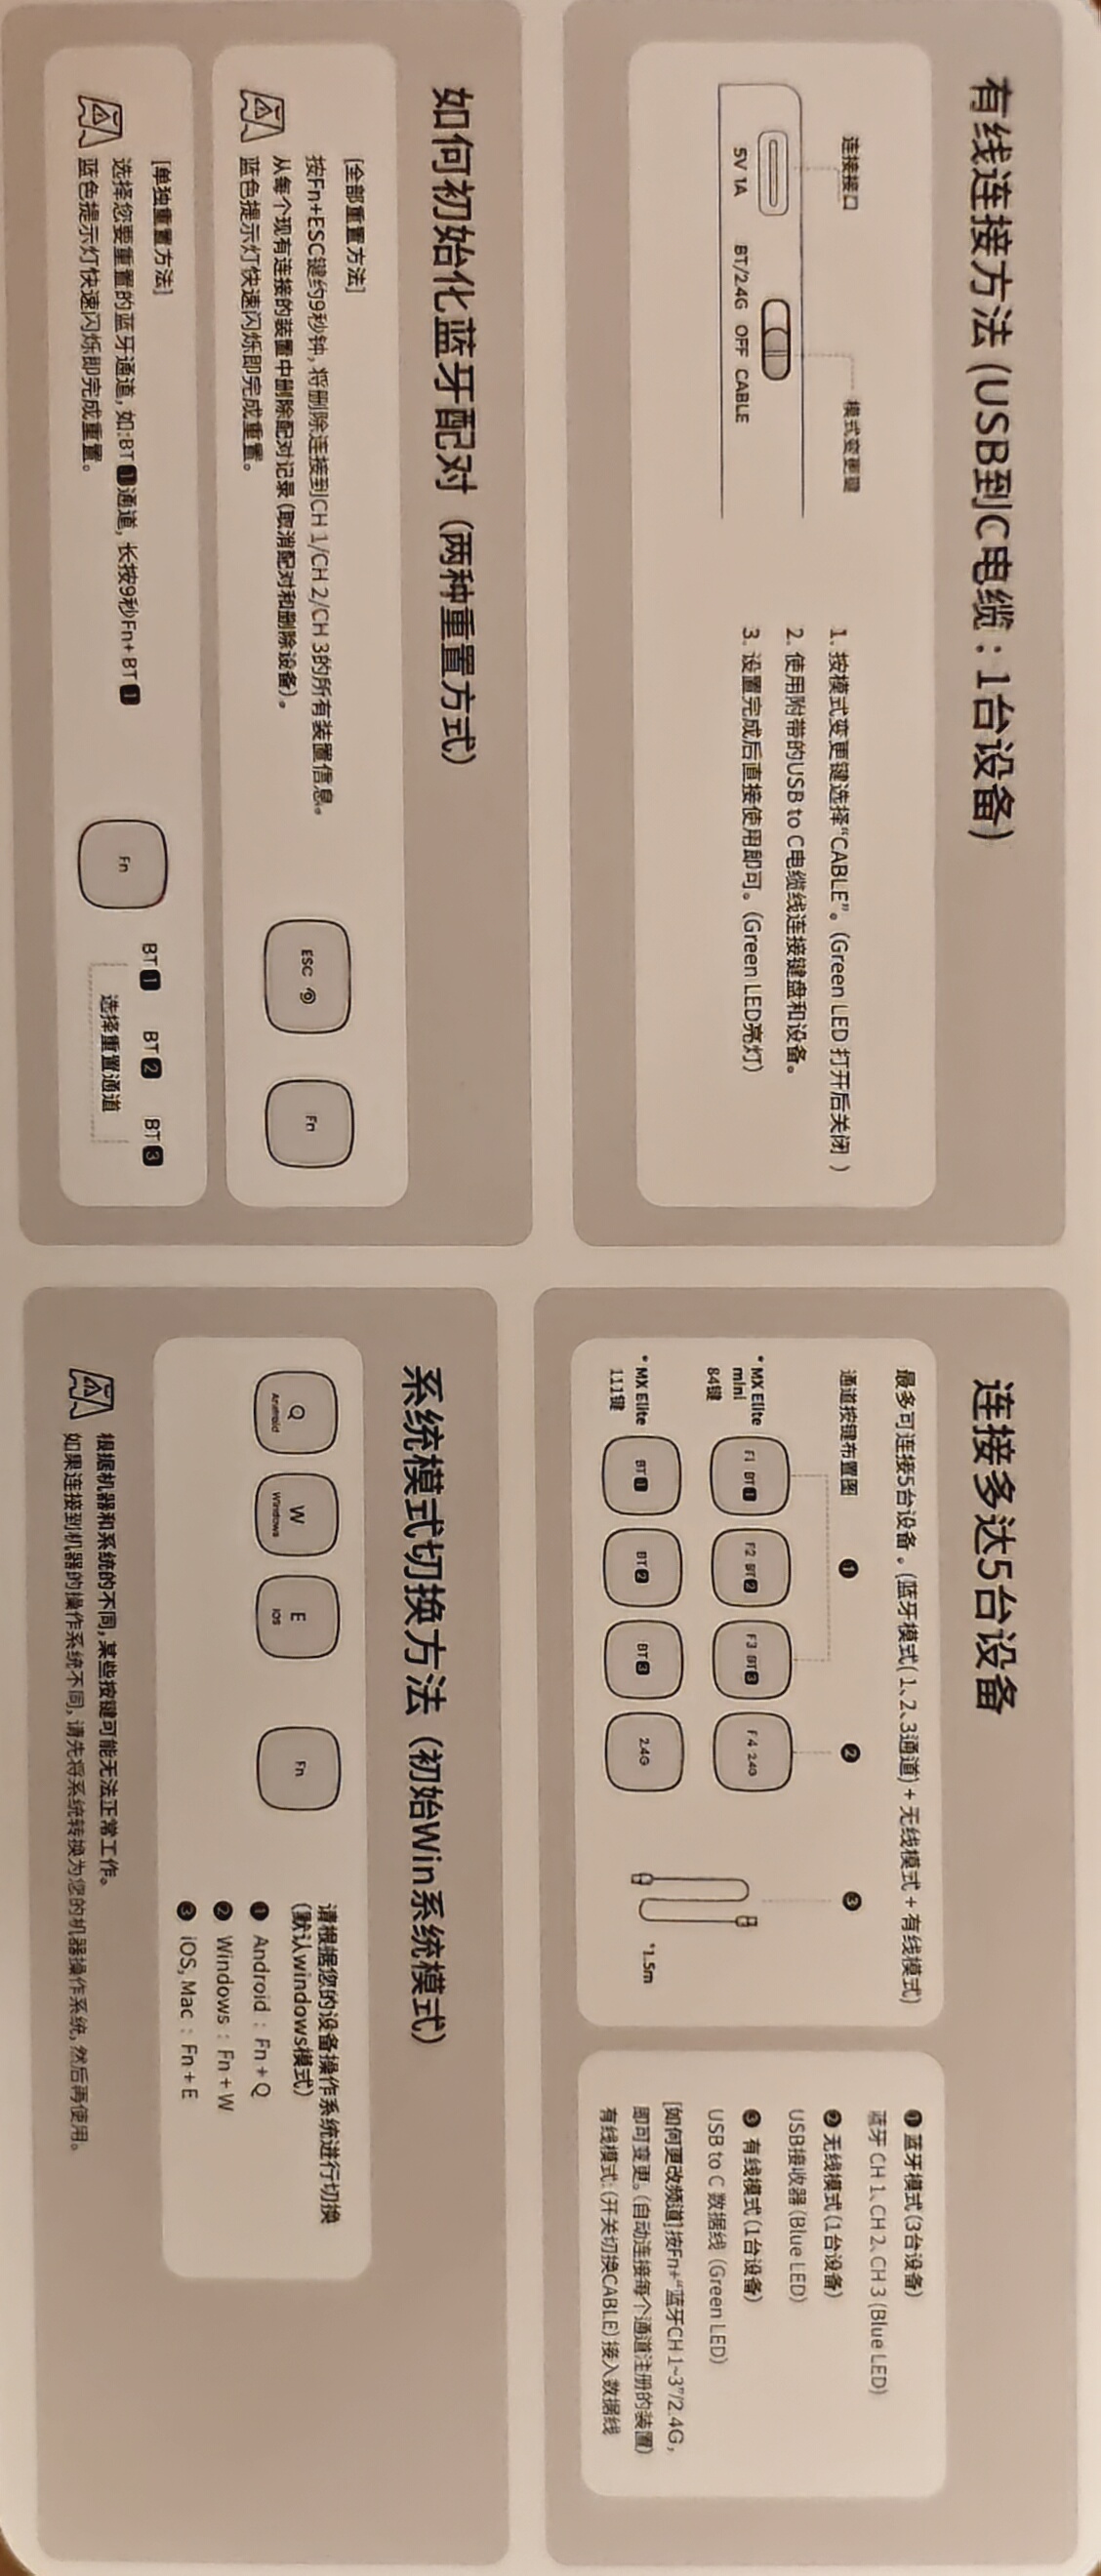 有线连接方法 (USB到C电缆 : 1台设备)
连接接口
模式变更键
5V 1A
BT/2.4G OFF CABLE
1. 按模式变更键选择“CABLE”。(Green LED 打开后关闭 )
2. 使用附带的USB to C电缆线连接键盘和设备。
3. 设置完成后直接使用即可。(Green LED亮灯)
连接多达5台设备
最多可连接5台设备 。(蓝牙模式( 1、2、3通道) + 无线模式 + 有线模式)
通道按键布置图
❶
❷
❸
* MX Elite
mini
84键
F1 BT 1
F2 BT 2
F3 BT 3
F4 2.4G
* MX Elite
111键
BT 1
BT 2
BT 3
2.4G
*1.5m
❶ 蓝牙模式 (3台设备)
蓝牙 CH 1、CH 2、CH 3 (Blue LED)
❷ 无线模式 (1台设备)
USB接收器 (Blue LED)
❸ 有线模式 (1台设备)
USB to C 数据线 (Green LED)
[如何更改频道]按Fn+“蓝牙CH 1~3”/2.4G,
即可变更。(自动连接每个通道注册的装置)
有线模式: (开关切换CABLE) 接入数据线
如何初始化蓝牙配对 (两种重置方式)
[全部重置方法]
按Fn+ESC键约9秒钟, 将删除连接到CH 1/CH 2/CH 3的所有装置信息。
从每个现有连接的装置中删除配对记录 (取消配对和删除设备) 。
蓝色提示灯快速闪烁即完成重置。
ESC
Fn
[单独重置方法]
选择您要重置的蓝牙通道, 如:BT 1通道, 长按9秒Fn+ BT 1
蓝色提示灯快速闪烁即完成重置。
Fn
BT 1 BT 2 BT 3
选择重置通道
系统模式切换方法 (初始Win系统模式)
Q
Android
W
Windows
E
IOS
Fn
请根据您的设备操作系统进行切换
(默认windows模式)
❶ Android : Fn + Q
❷ Windows : Fn + W
❸ iOS, Mac : Fn + E
根据机器和系统的不同, 某些按键可能无法正常工作。
如果连接到机器的操作系统不同, 请先将系统转换为您的机器操作系统, 然后再使用。